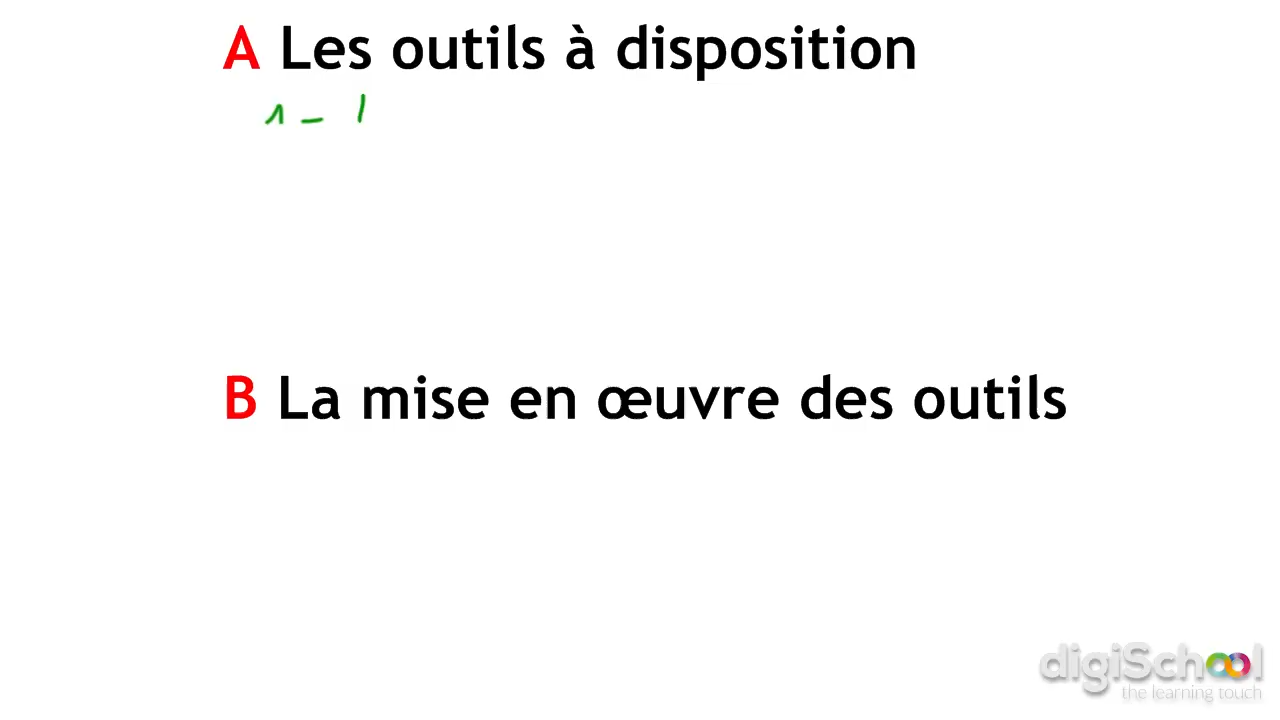 A Les outils à disposition
1 - l
B La mise en œuvre des outils
digiSchool
the learning touch